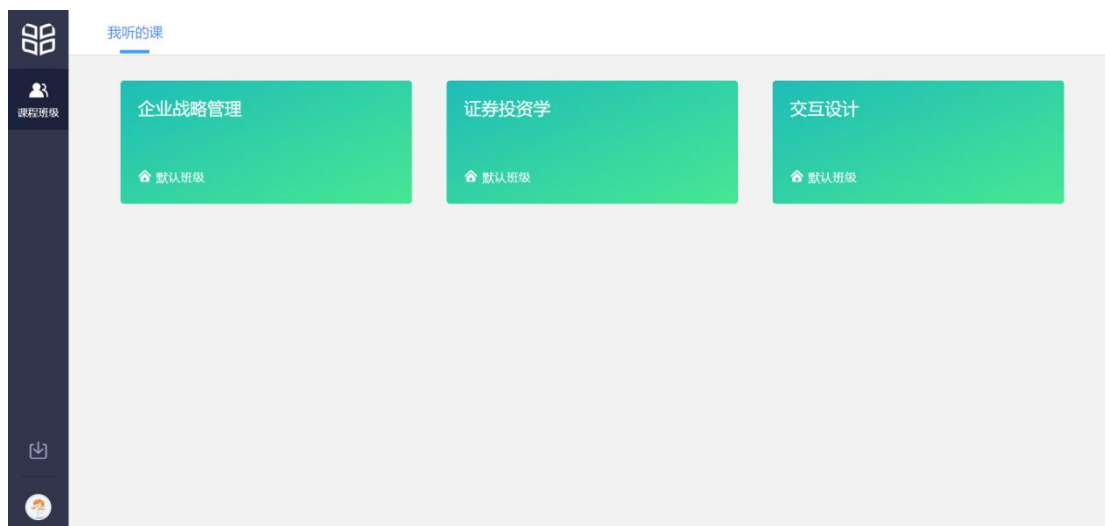 我听的课
课程班级
企业战略管理
默认班级
证券投资学
默认班级
交互设计
默认班级